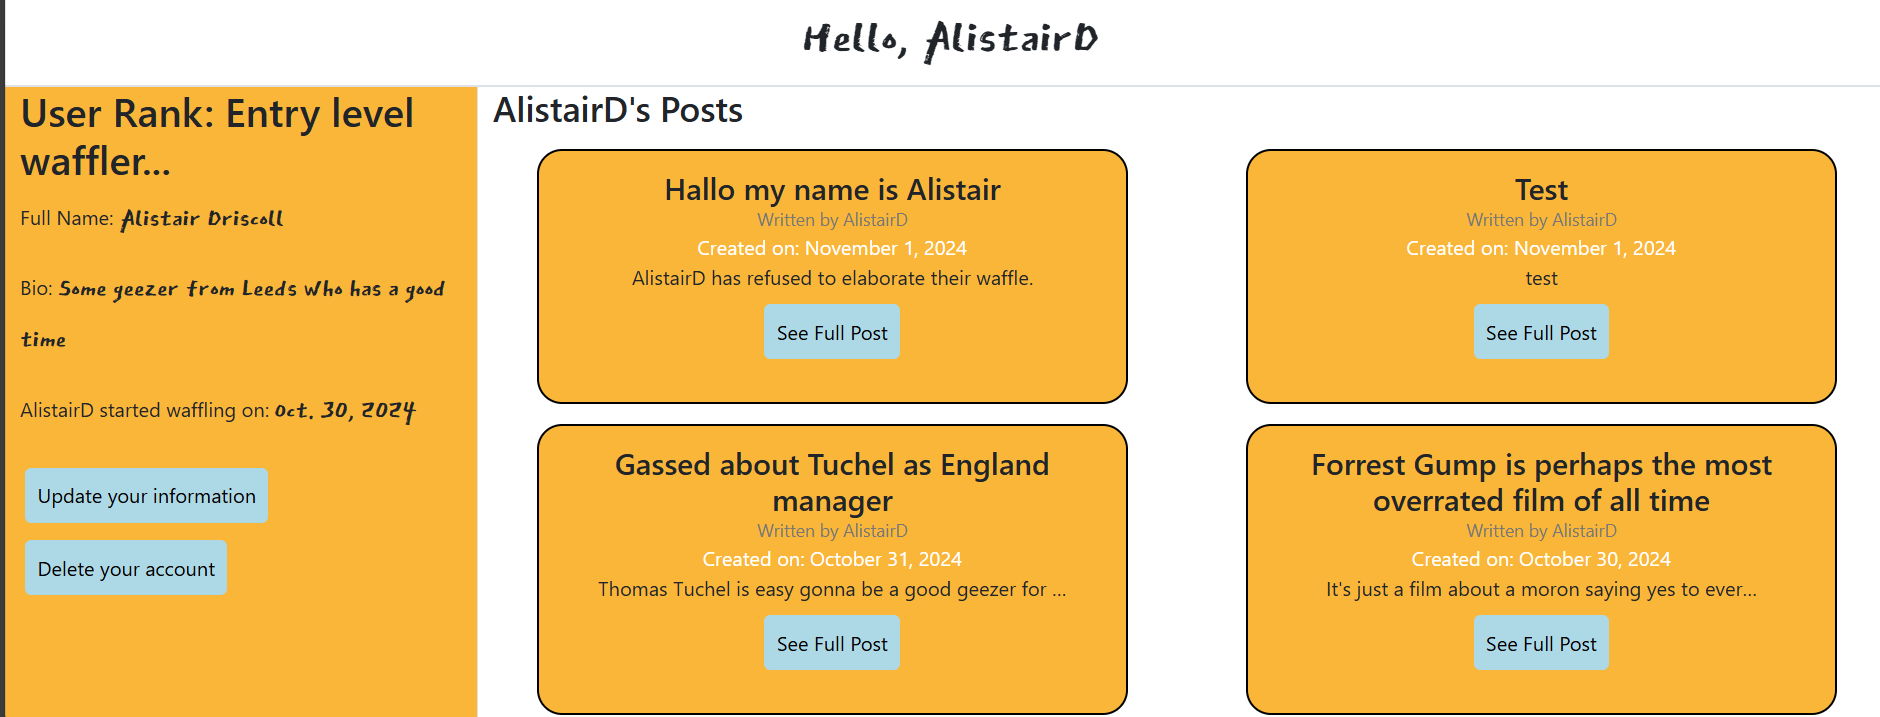 Hello, AlistairD
User Rank: Entry level
waffler...
Full Name: Alistair Driscoll
Bio: Some geezer from Leeds who has a good
time
AlistairD started waffling on: Oct. 30, 2024
Update your information
Delete your account
AlistairD's Posts
Hallo my name is Alistair
Written by AlistairD
Created on: November 1, 2024
AlistairD has refused to elaborate their waffle.
See Full Post
Test
Written by AlistairD
Created on: November 1, 2024
test
See Full Post
Gassed about Tuchel as England
manager
Written by AlistairD
Created on: October 31, 2024
Thomas Tuchel is easy gonna be a good geezer for ...
See Full Post
Forrest Gump is perhaps the most
overrated film of all time
Written by AlistairD
Created on: October 30, 2024
It's just a film about a moron saying yes to ever...
See Full Post